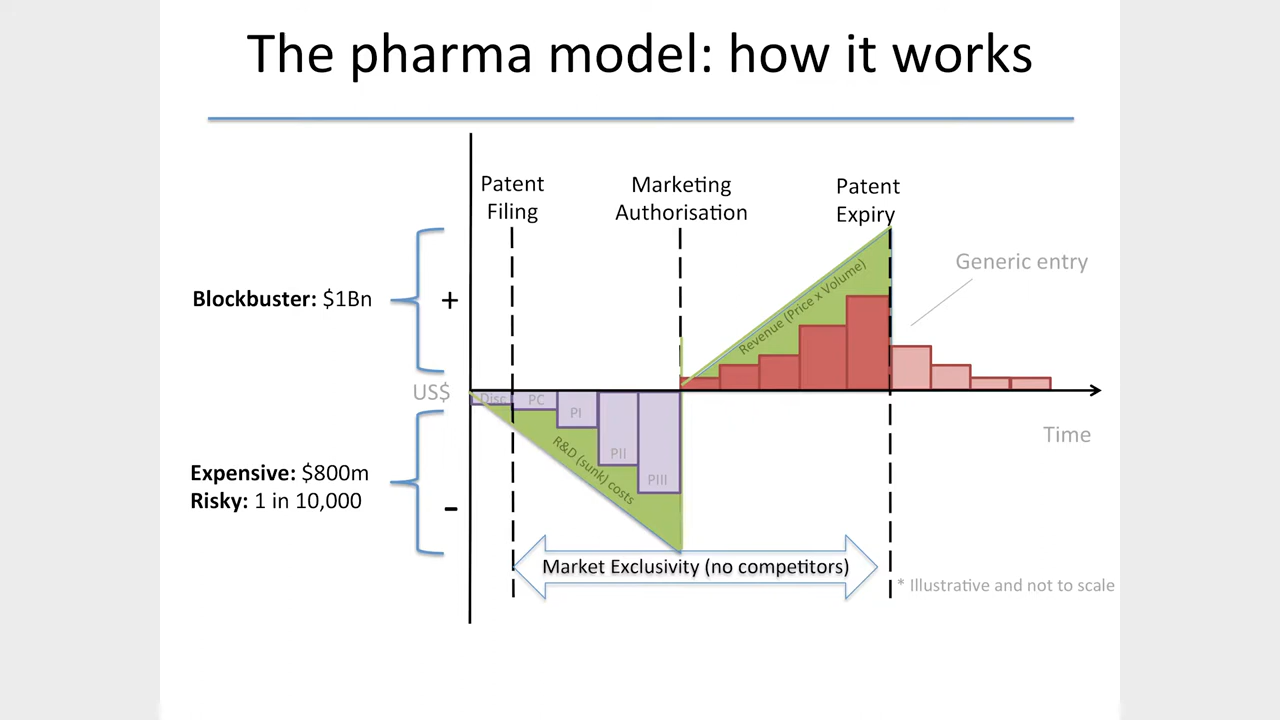 The pharma model: how it works
Patent
Filing
Marketing
Authorisation
Patent
Expiry
Generic entry
Blockbuster: $1Bn
+
Revenue (Price x Volume)
US$
Disc
PC
PI
PII
PIII
R&D (sunk) costs
Time
Expensive: $800m
Risky: 1 in 10,000
-
Market Exclusivity (no competitors)
* Illustrative and not to scale